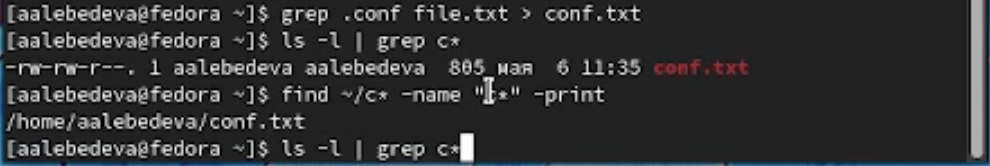 [aalebedeva@fedora ~]$ grep .conf file.txt > conf.txt
[aalebedeva@fedora ~]$ ls -l | grep c*
-rw-rw-r--. 1 aalebedeva aalebedeva  805 мая  6 11:35 conf.txt
[aalebedeva@fedora ~]$ find ~/c* -name "c*" -print
/home/aalebedeva/conf.txt
[aalebedeva@fedora ~]$ ls -l | grep c*